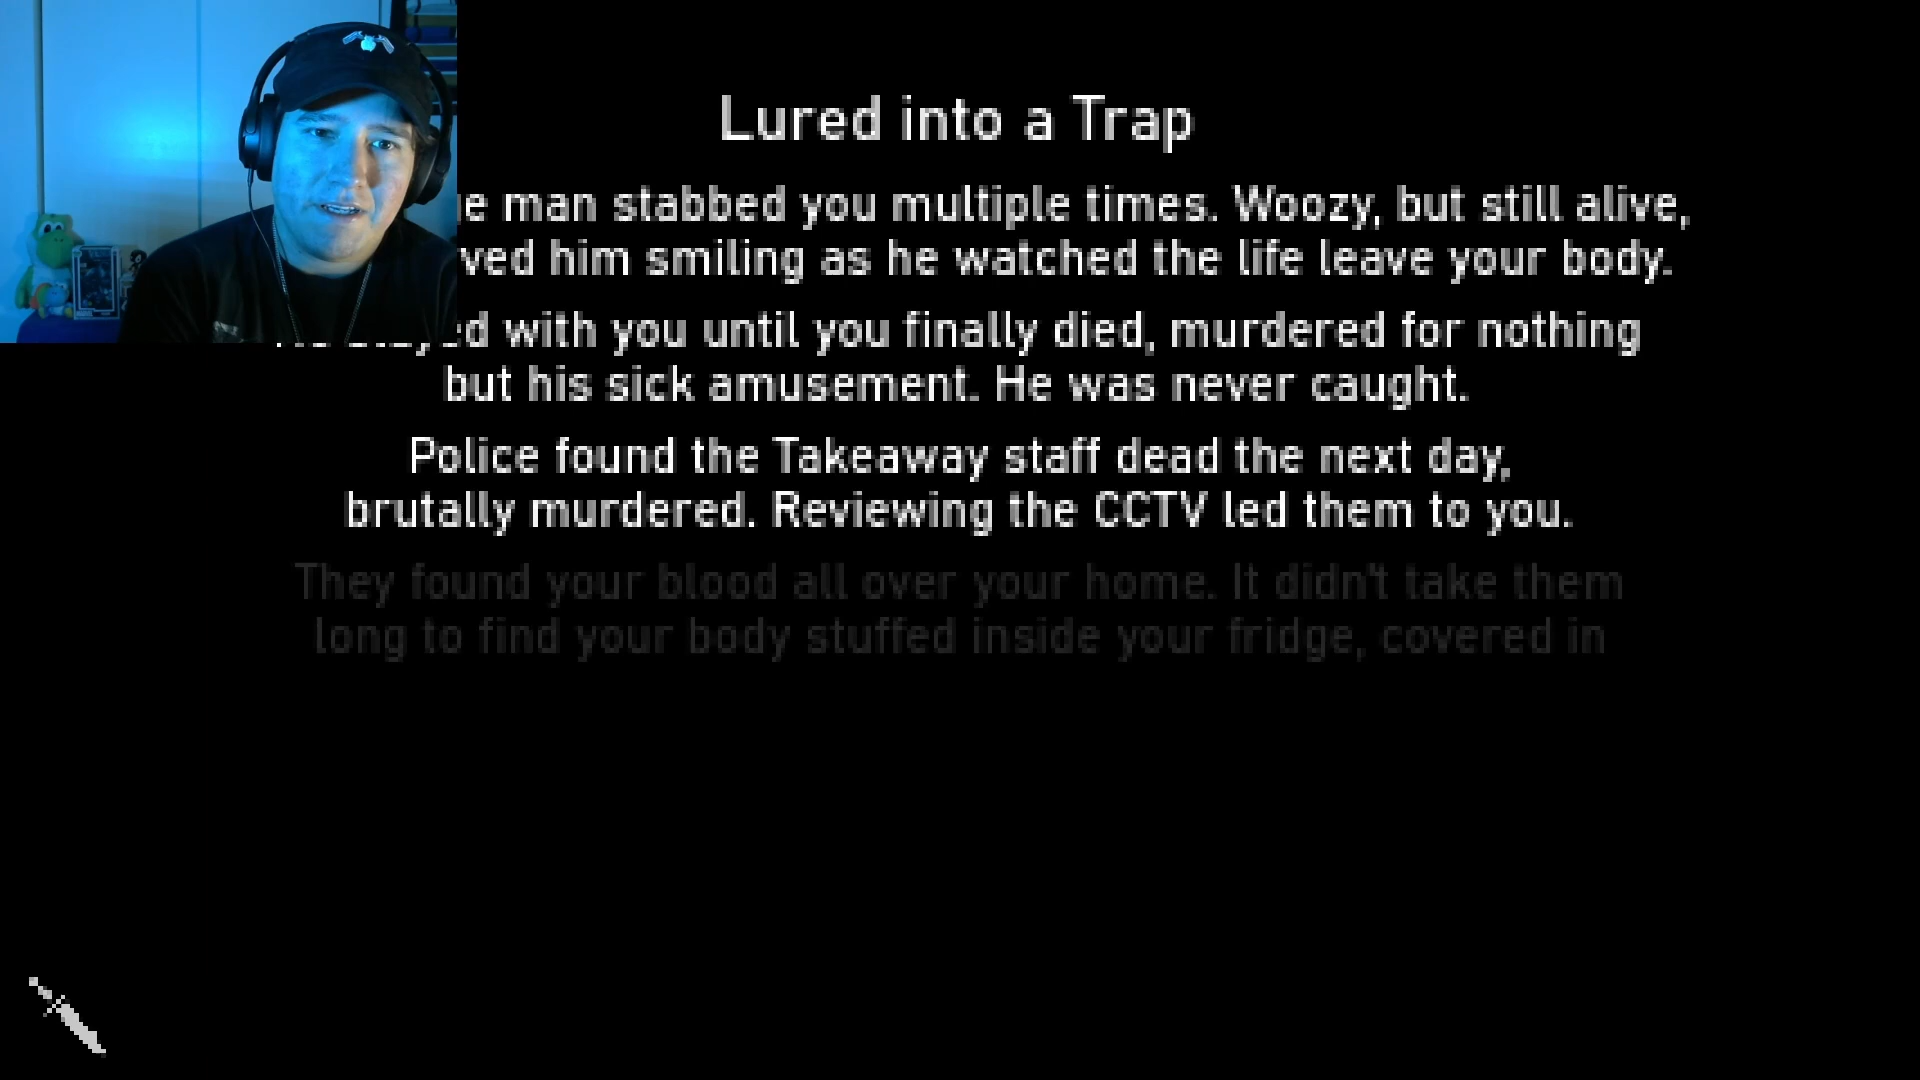 Lured into a Trap
man stabbed you multiple times. Woozy, but still alive,
him smiling as he watched the life leave your body.
with you until you finally died, murdered for nothing
but his sick amusement. He was never caught.
Police found the Takeaway staff dead the next day,
brutally murdered. Reviewing the CCTV led them to you.
They found your blood all over your home. It didn't take them
long to find your body stuffed inside your fridge, covered in